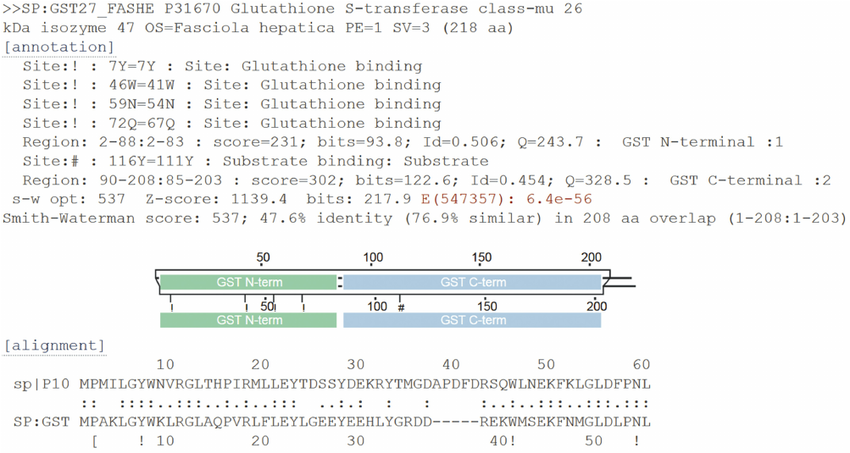 >>SP:GST27_FASHE P31670 Glutathione S-transferase class-mu 26
kDa isozyme 47 OS=Fasciola hepatica PE=1 SV=3 (218 aa)
[annotation]
Site:! : 7Y=7Y : Site: Glutathione binding
Site:! : 46W=41W : Site: Glutathione binding
Site:! : 59N=54N : Site: Glutathione binding
Site:! : 72Q=67Q : Site: Glutathione binding
Region: 2-88:2-83 : score=231; bits=93.8; Id=0.506; Q=243.7 : GST N-terminal :1
Site:# : 116Y=111Y : Substrate binding: Substrate
Region: 90-208:85-203 : score=302; bits=122.6; Id=0.454; Q=328.5 : GST C-terminal :2
s-w opt: 537 Z-score: 1139.4 bits: 217.9 E(547357): 6.4e-56
Smith-Waterman score: 537; 47.6% identity (76.9% similar) in 208 aa overlap (1-208:1-203)
50 100 150 200
GST N-term GST C-term
! ! 50 ! ! 100 # 150 200
GST N-term GST C-term
[alignment]
10 20 30 40 50 60
sp|P10 MPMILGYWNVRGLTHPIRMLLEYTDSSYDEKRYTMGDAPDFDRSQWLNEKFKLGLDFPNL
SP:GST MPAKLGYWKLRGLAQPVRLFLEYLGEEYEEHLYGRDD-----REKWMSEKFNMGLDLPNL
[ ! 10 20 30 40! 50 !